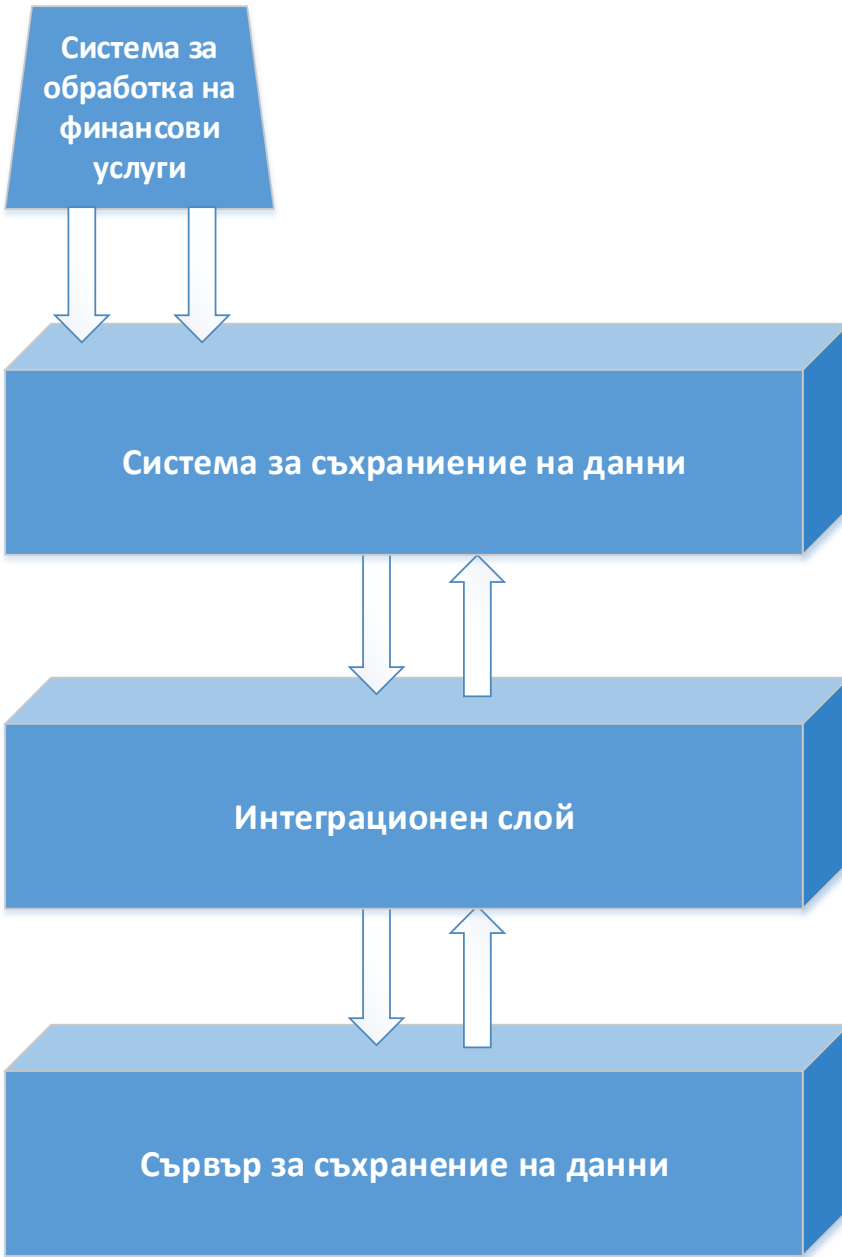 Система за
обработка на
финансови
услуги
Система за съхраниение на данни
Интеграционен слой
Сървър за съхранение на данни